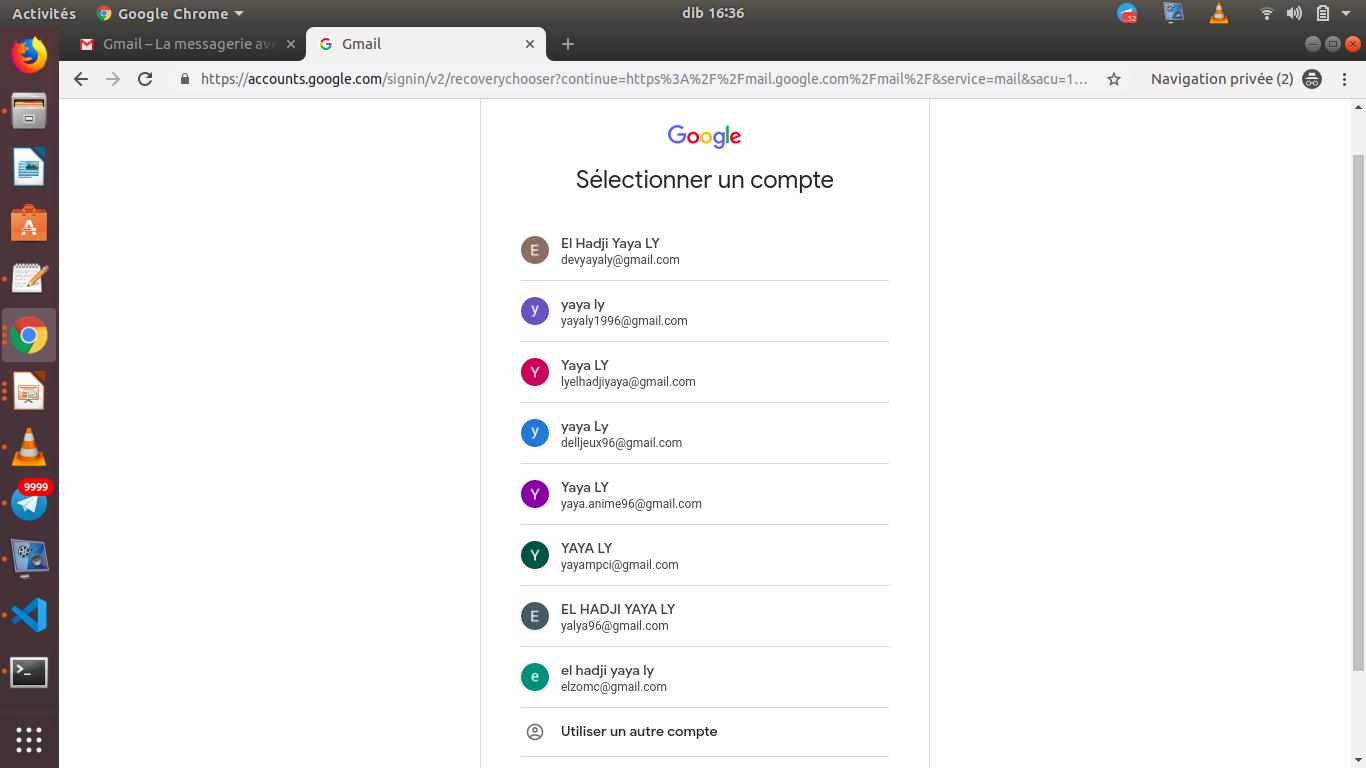 Activités
Google Chrome
dib 16:36
52
Gmail – La messagerie ave
Gmail
https://accounts.google.com/signin/v2/recoverychooser?continue=https%3A%2F%2Fmail.google.com%2Fmail%2F&service=mail&sacu=1...
Navigation privée (2)
Google
Sélectionner un compte
E
El Hadji Yaya LY
devyayaly@gmail.com
y
yaya ly
yayaly1996@gmail.com
Y
Yaya LY
lyelhadjiyaya@gmail.com
y
yaya Ly
delljeux96@gmail.com
Y
Yaya LY
yaya.anime96@gmail.com
Y
YAYA LY
yayampci@gmail.com
E
EL HADJI YAYA LY
yalya96@gmail.com
e
el hadji yaya ly
elzomc@gmail.com
Utiliser un autre compte
9999